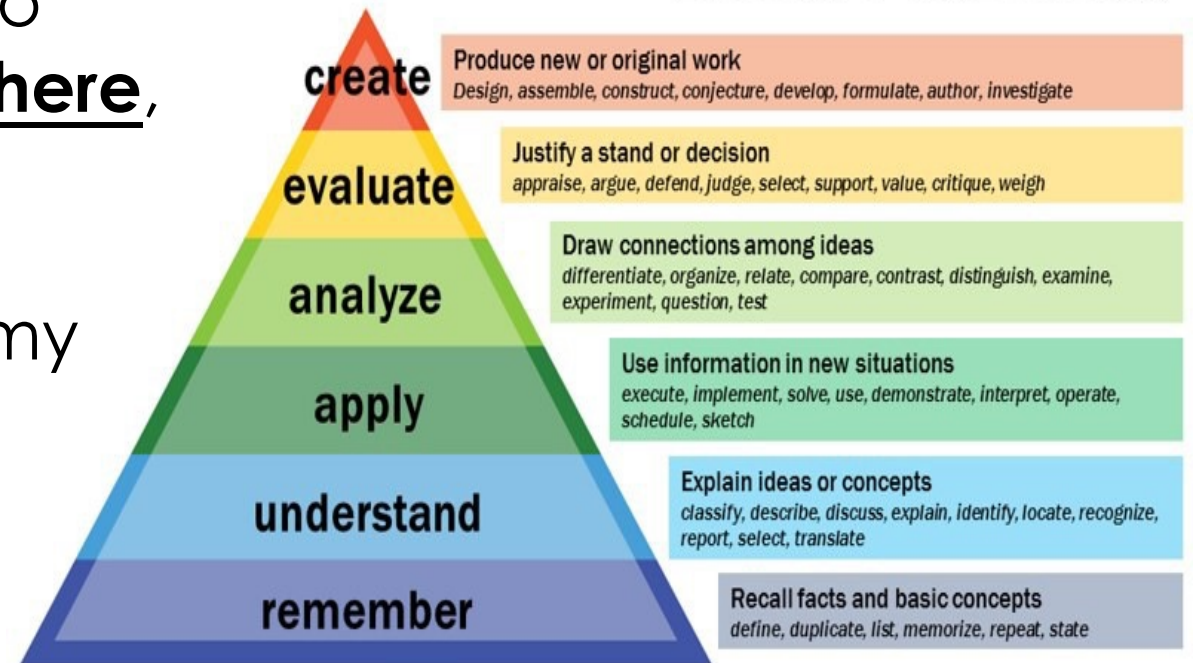 here,
my
create
Produce new or original work
Design, assemble, construct, conjecture, develop, formulate, author, investigate
evaluate
Justify a stand or decision
appraise, argue, defend, judge, select, support, value, critique, weigh
analyze
Draw connections among ideas
differentiate, organize, relate, compare, contrast, distinguish, examine,
experiment, question, test
apply
Use information in new situations
execute, implement, solve, use, demonstrate, interpret, operate,
schedule, sketch
understand
Explain ideas or concepts
classify, describe, discuss, explain, identify, locate, recognize,
report, select, translate
remember
Recall facts and basic concepts
define, duplicate, list, memorize, repeat, state